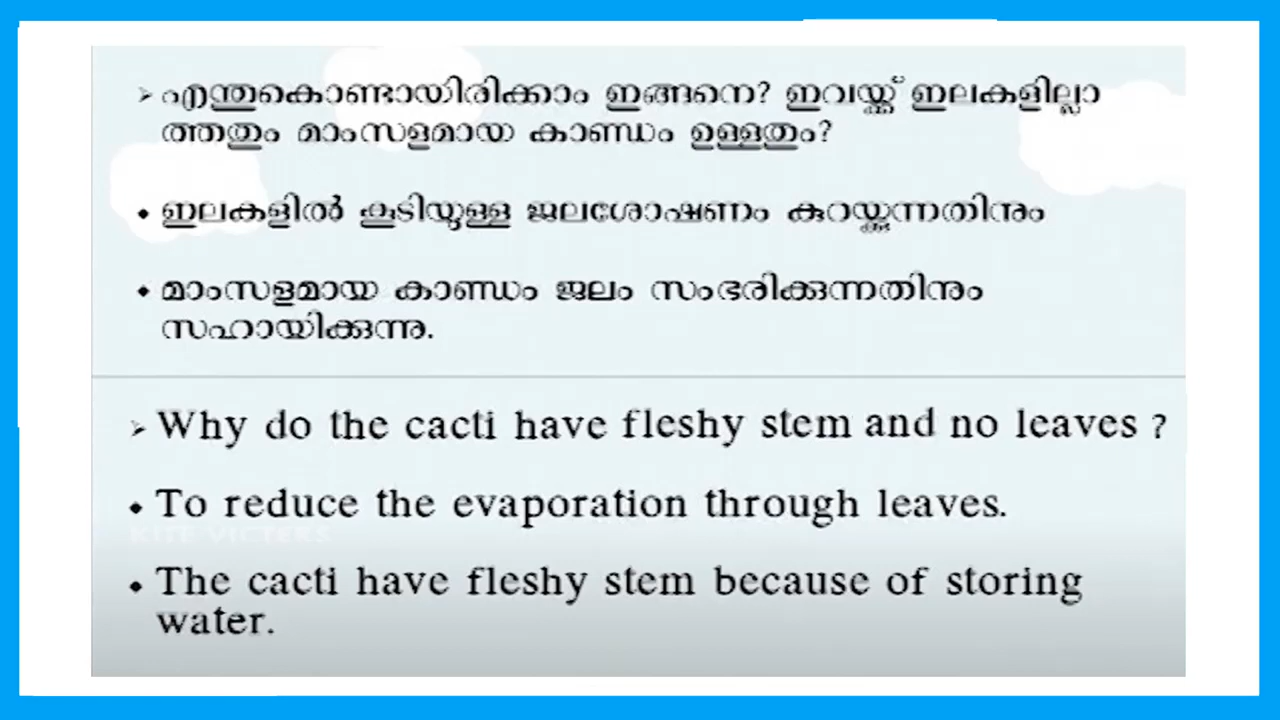 ➢ എന്തുകൊണ്ടായിരിക്കാം ഇങ്ങനെ? ഇവയ്ക്ക് ഇലകളില്ലാ
ത്തതും മാംസളമായ കാണ്ഡം ഉള്ളതും?
• ഇലകളിൽ കൂടിയുള്ള ജലശോഷണം കുറയ്ക്കുന്നതിനും
• മാംസളമായ കാണ്ഡം ജലം സംഭരിക്കുന്നതിനും
സഹായിക്കുന്നു.
➢ Why do the cacti have fleshy stem and no leaves ?
• To reduce the evaporation through leaves.
KITE VICTERS
• The cacti have fleshy stem because of storing
water.